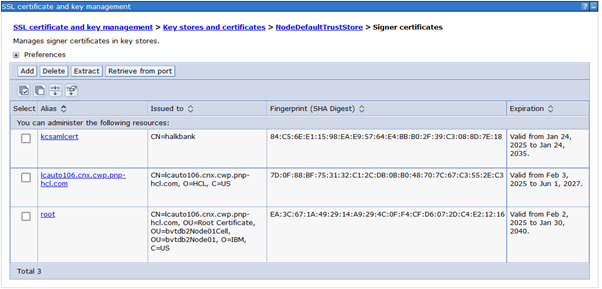 SSL certificate and key management ? _
SSL certificate and key management > Key stores and certificates > NodeDefaultTrustStore > Signer certificates
Manages signer certificates in key stores.
Preferences
Add Delete Extract Retrieve from port
Select Alias Issued to Fingerprint (SHA Digest) Expiration
You can administer the following resources:
kcsamlcert CN=halkbank 84:C5:6E:E1:15:98:EA:E9:57:64:E4:BB:B0:2F:39:C3:08:8D:7E:18 Valid from Jan 24,
2025 to Jan 24,
2035.
lcauto106.cnx.cwp.pnp- CN=lcauto106.cnx.cwp.pnp- 7D:0F:88:BF:75:31:32:C1:2C:DB:0B:B0:48:70:7C:67:C3:55:2E:C3 Valid from Feb 3,
hcl.com hcl.com, O=HCL, C=US 2025 to Jun 1, 2027.
root CN=lcauto106.cnx.cwp.pnp- EA:3C:67:1A:49:29:14:A9:29:4C:0F:F4:CF:D6:07:2D:C4:E2:12:16 Valid from Feb 2,
hcl.com, OU=Root Certificate, 2025 to Jan 30,
OU=bvtdb2Node01Cell, 2040.
OU=bvtdb2Node01, O=IBM,
C=US
Total 3